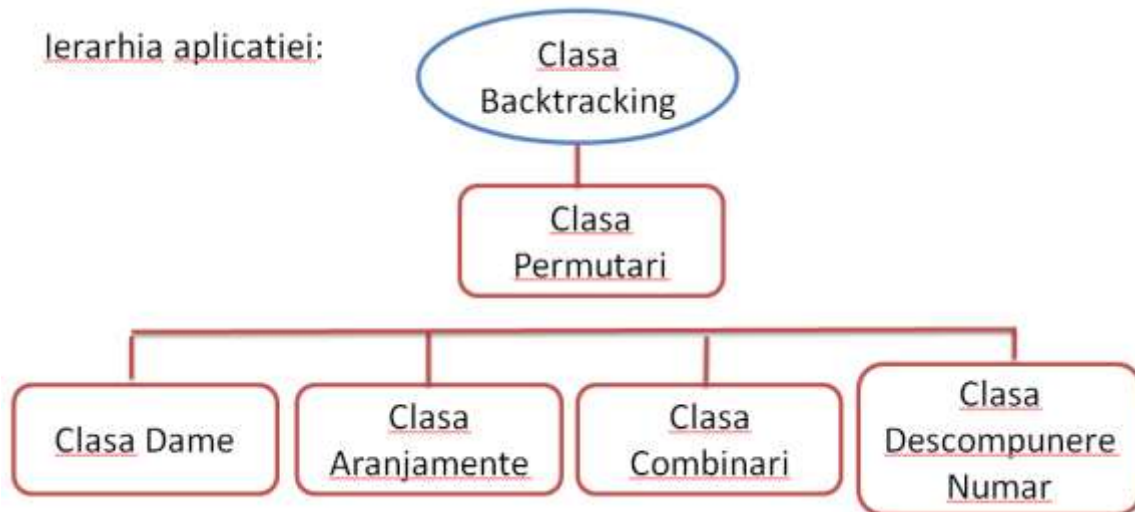 Ierarhia aplicatiei:
Clasa
Backtracking
Clasa
Permutari
Clasa Dame
Clasa
Aranjamente
Clasa
Combinari
Clasa
Descompunere
Numar